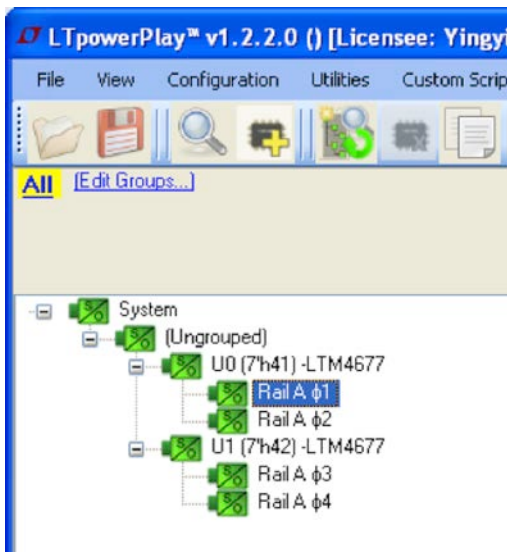 LTpowerPlay™ v1.2.2.0 () [Licensee: Yingyi
File View Configuration Utilities Custom Scrip
All (Edit Groups...)
System
(Ungrouped)
U0 (7'h41) -LTM4677
Rail A ϕ1
Rail A ϕ2
U1 (7'h42) -LTM4677
Rail A ϕ3
Rail A ϕ4